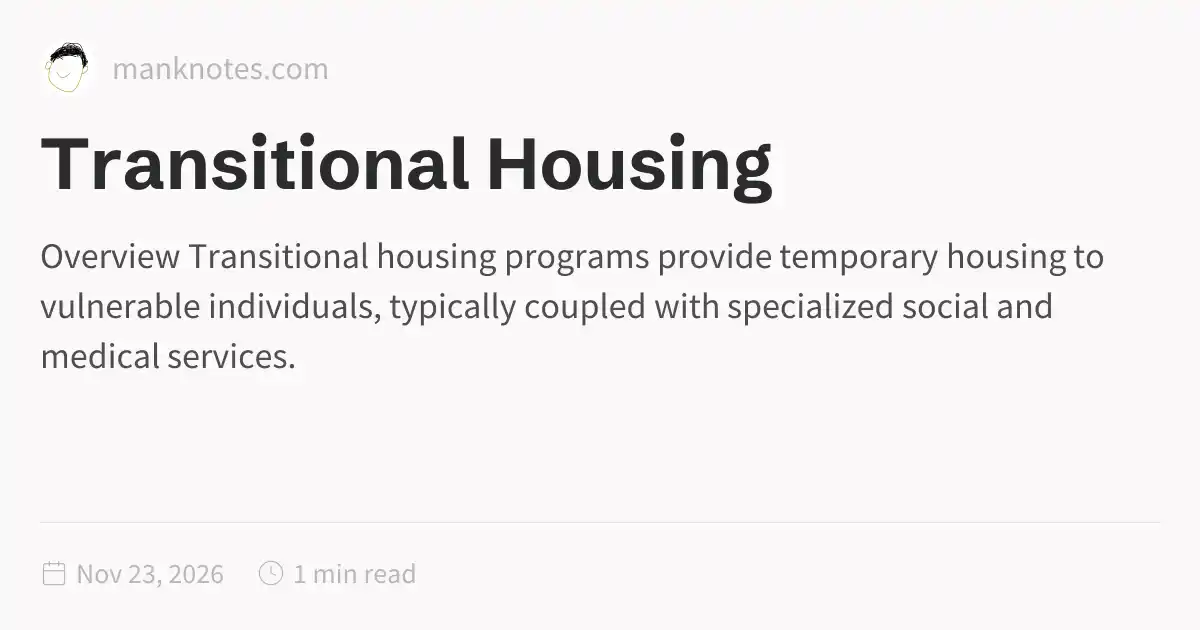 manknotes.com
Transitional Housing
Overview Transitional housing programs provide temporary housing to
vulnerable individuals, typically coupled with specialized social and
medical services.
Nov 23, 2026 1 min read